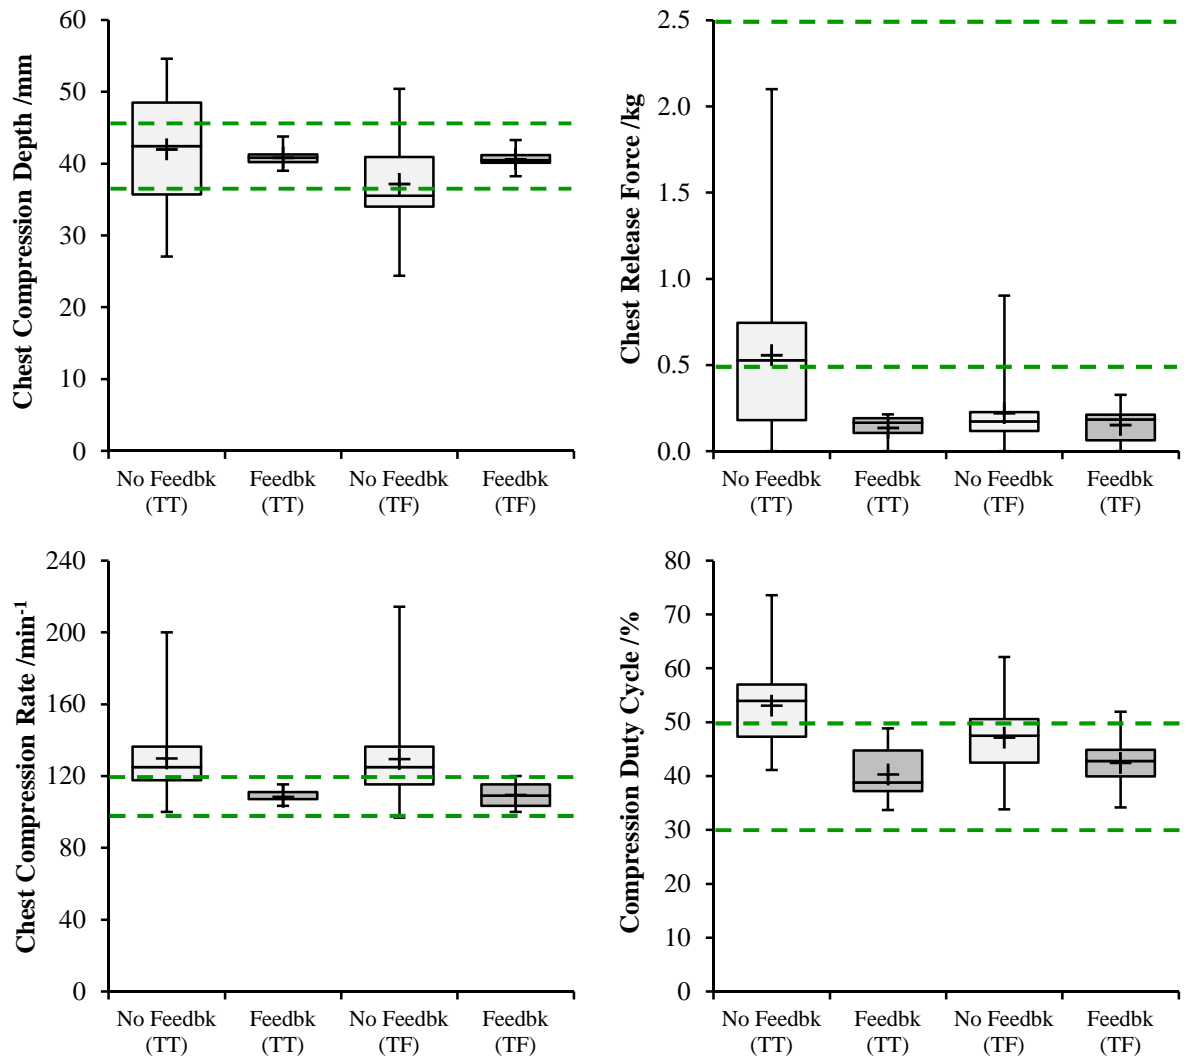 Chest Compression Depth /mm
60
50
40
30
20
10
0
No Feedbk Feedbk No Feedbk Feedbk
(TT) (TT) (TF) (TF)
Chest Release Force /kg
2.5
2.0
1.5
1.0
0.5
0.0
No Feedbk Feedbk No Feedbk Feedbk
(TT) (TT) (TF) (TF)
Chest Compression Rate /min⁻¹
240
200
160
120
80
40
0
No Feedbk Feedbk No Feedbk Feedbk
(TT) (TT) (TF) (TF)
Compression Duty Cycle /%
80
70
60
50
40
30
20
10
0
No Feedbk Feedbk No Feedbk Feedbk
(TT) (TT) (TF) (TF)